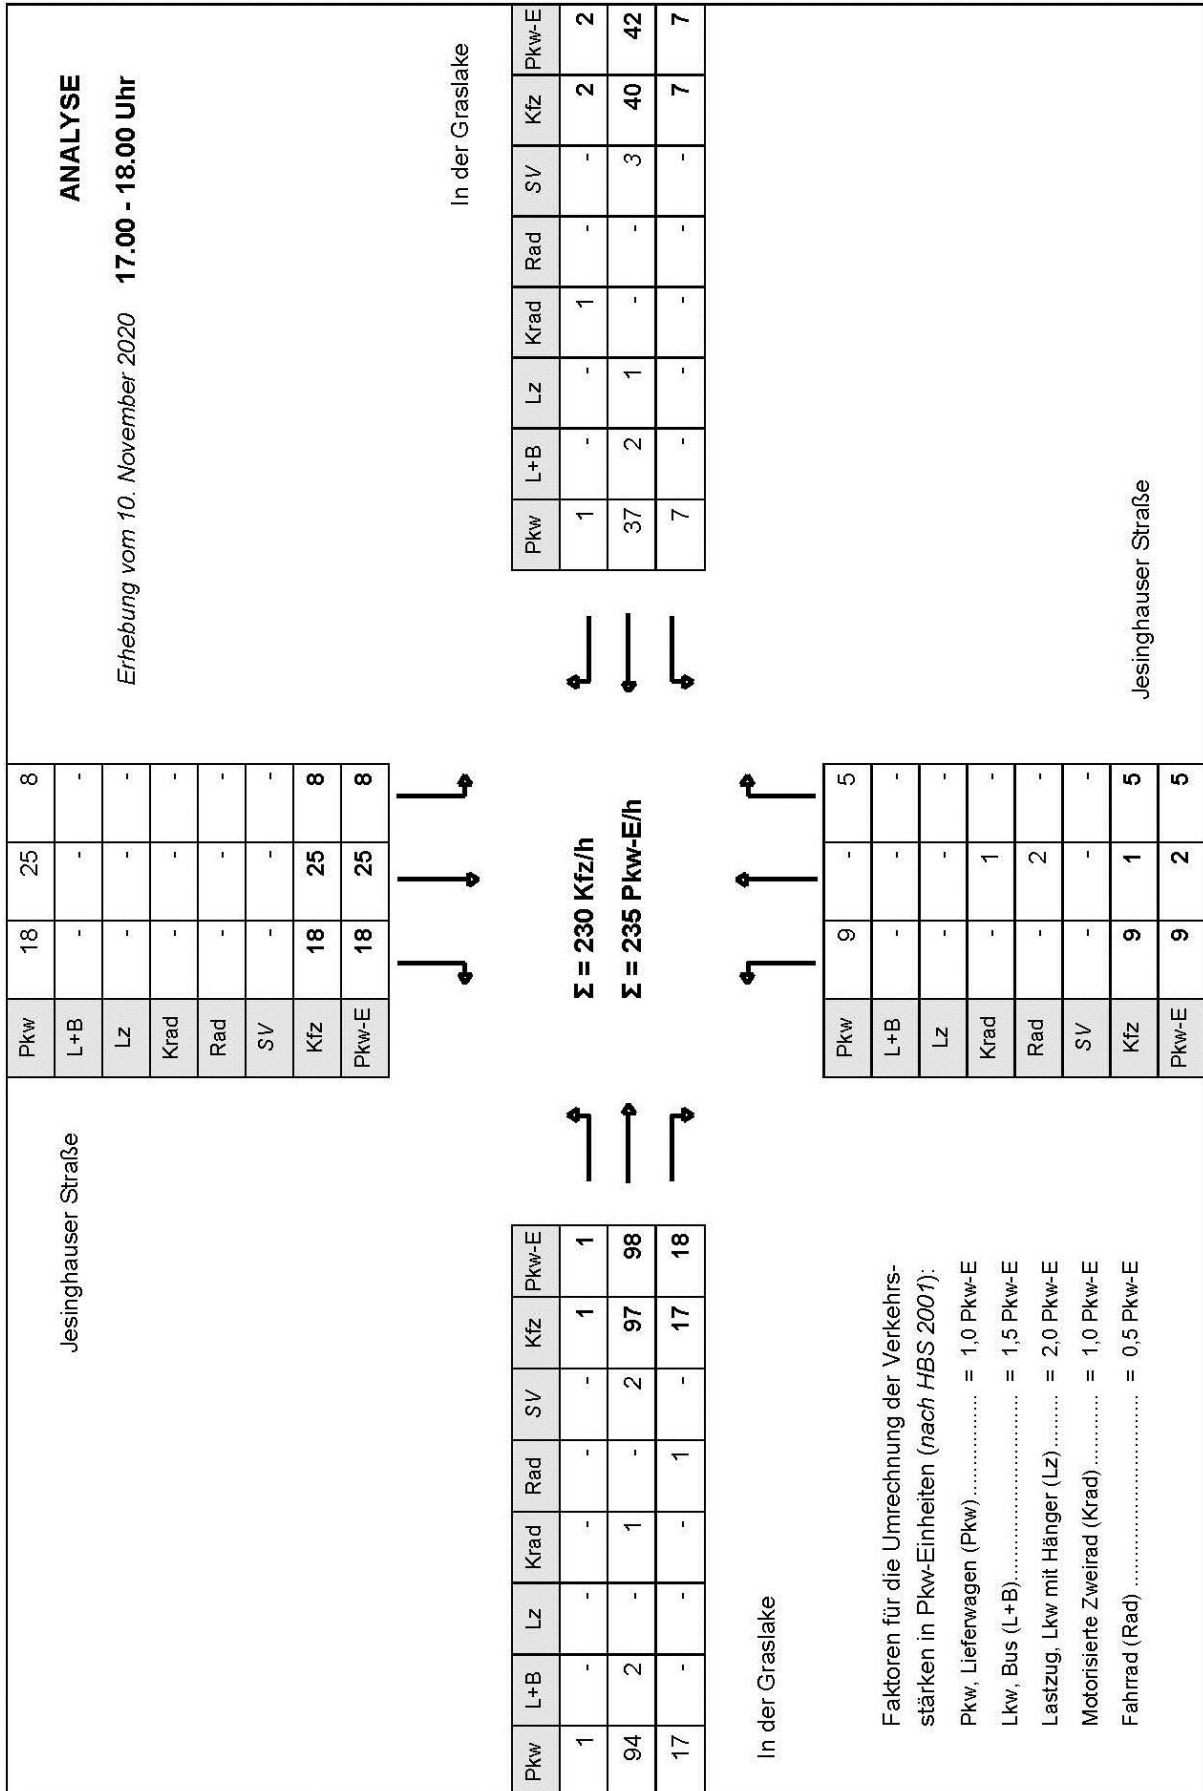 ANALYSE
Erhebung vom 10. November 2020 17.00 - 18.00 Uhr
Jesinghauser Straße
Pkw 18 25 8
L+B - - -
Lz - - -
Krad - - -
Rad - - -
SV - - -
Kfz 18 25 8
Pkw-E 18 25 8
In der Graslake
Pkw L+B Lz Krad Rad SV Kfz Pkw-E
1 - - 1 - - 2 2
37 2 1 - - 3 40 42
7 - - - - - 7 7
Σ = 230 Kfz/h
Σ = 235 Pkw-E/h
Pkw L+B Lz Krad Rad SV Kfz Pkw-E
1 - - - - - 1 1
94 2 - 1 - 2 97 98
17 - - - 1 - 17 18
In der Graslake
Pkw 9 - 5
L+B - - -
Lz - - -
Krad - 1 -
Rad - 2 -
SV - - -
Kfz 9 1 5
Pkw-E 9 2 5
Jesinghauser Straße
Faktoren für die Umrechnung der Verkehrs-
stärken in Pkw-Einheiten (nach HBS 2001):
Pkw, Lieferwagen (Pkw)................ = 1,0 Pkw-E
Lkw, Bus (L+B)................................ = 1,5 Pkw-E
Lastzug, Lkw mit Hänger (Lz).......... = 2,0 Pkw-E
Motorisierte Zweirad (Krad)............. = 1,0 Pkw-E
Fahrrad (Rad) ................................. = 0,5 Pkw-E